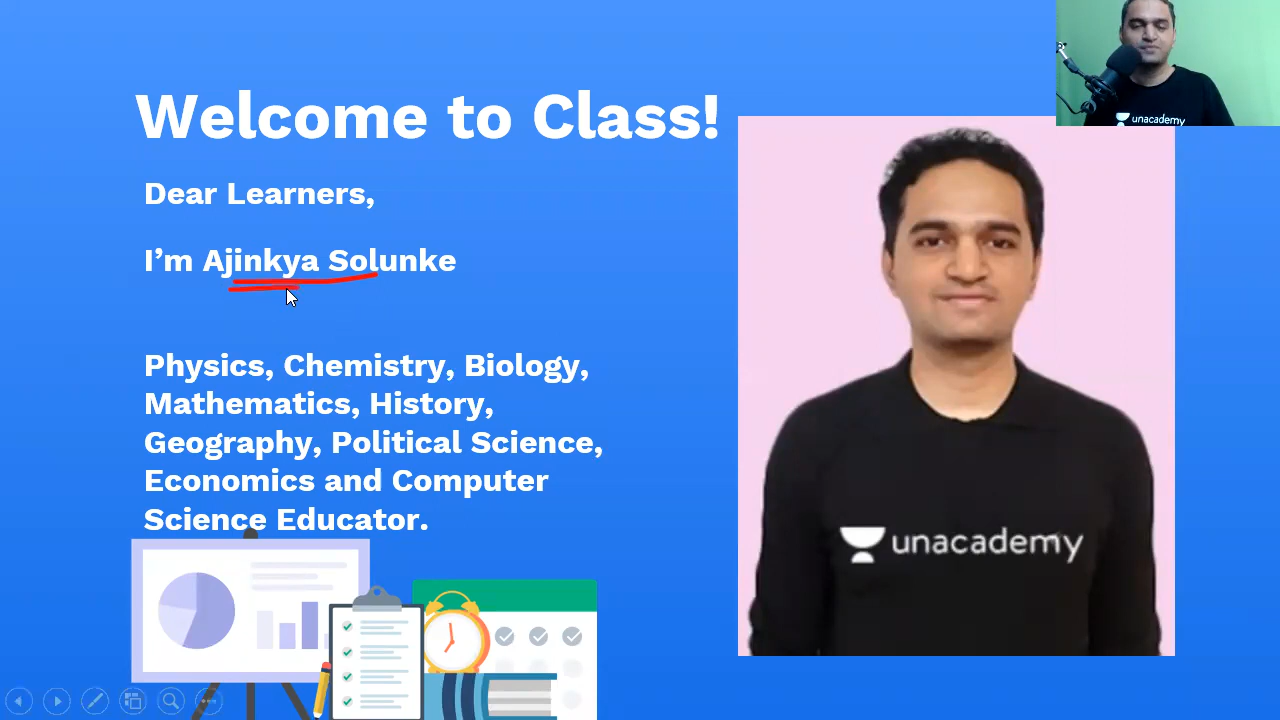 unacademy
Welcome to Class!
Dear Learners,
I’m Ajinkya Solunke
Physics, Chemistry, Biology,
Mathematics, History,
Geography, Political Science,
Economics and Computer
Science Educator.
unacademy